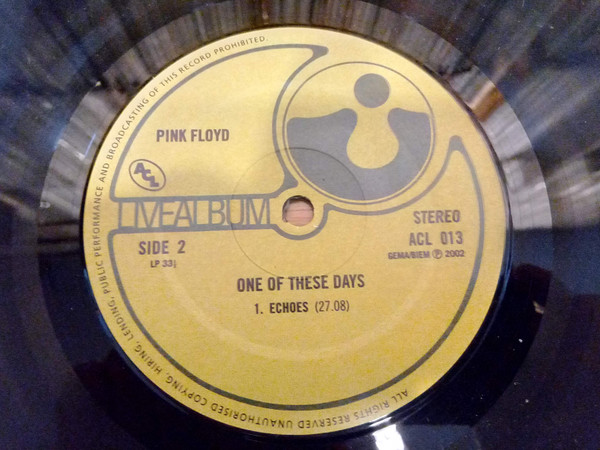 PINK FLOYD
ACL
LIVEALBUM
SIDE 2
LP 33⅓
STEREO
ACL 013
GEMA/BIEM ℗ 2002
ONE OF THESE DAYS
1. ECHOES (27.08)
ALL RIGHTS RESERVED UNAUTHORISED COPYING, HIRING, LENDING, PUBLIC PERFORMANCE AND BROADCASTING OF THIS RECORD PROHIBITED.